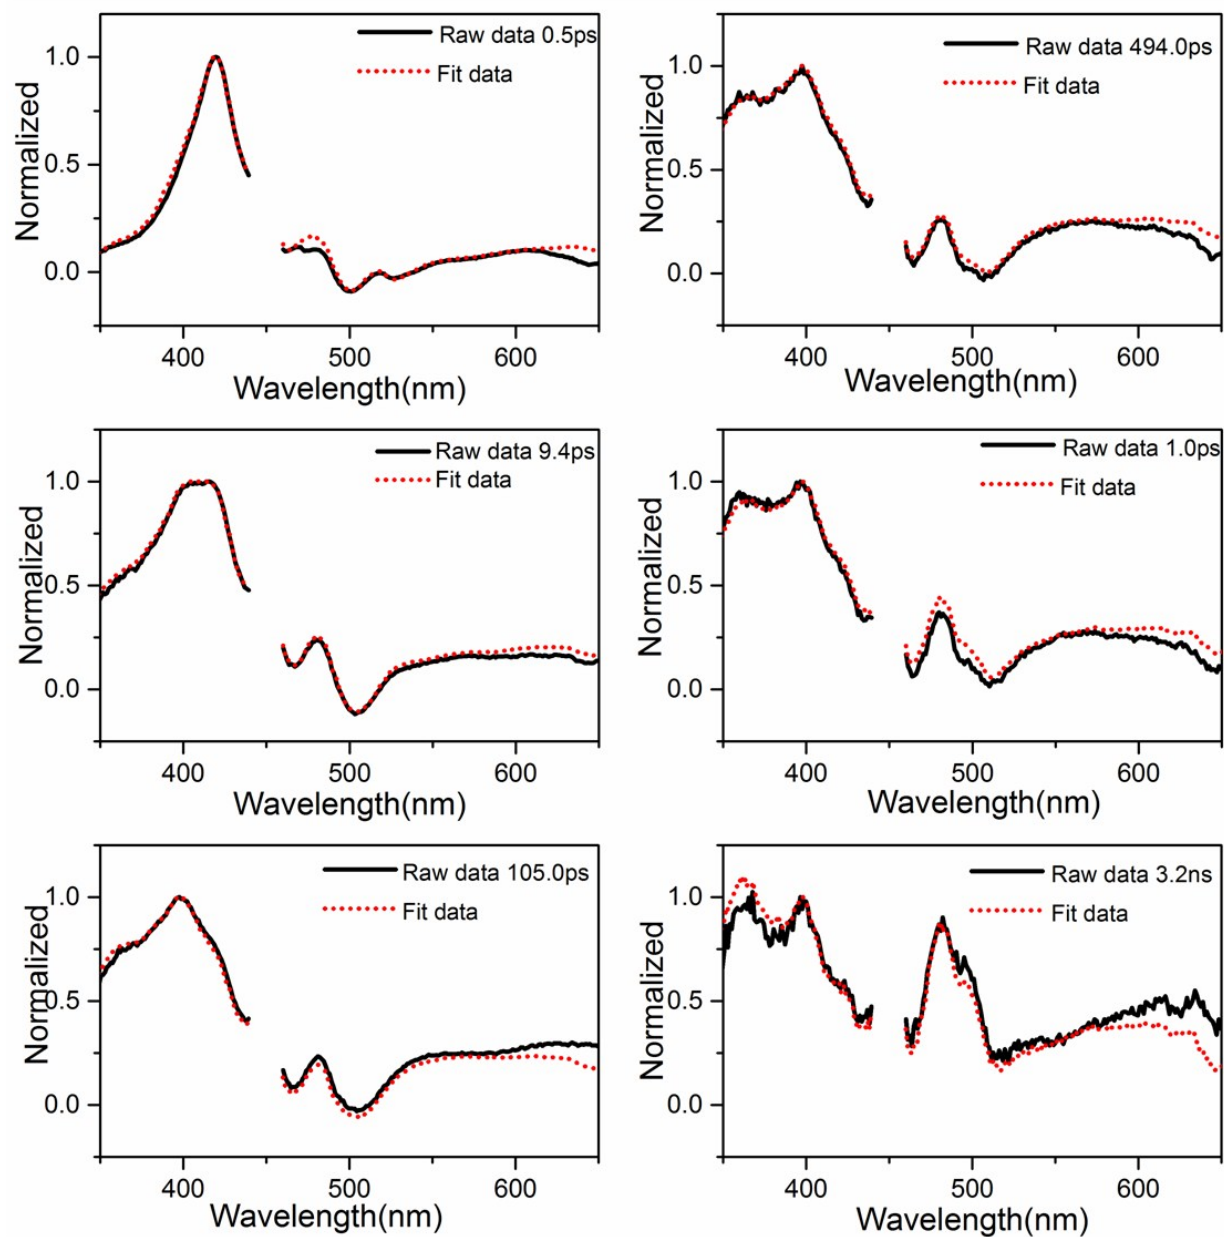 Raw data 0.5ps
Fit data
1.0
0.5
0.0
Normalized
400
500
600
Wavelength(nm)
Raw data 494.0ps
Fit data
1.0
0.5
0.0
Normalized
400
500
600
Wavelength(nm)
Raw data 9.4ps
Fit data
1.0
0.5
0.0
Normalized
400
500
600
Wavelength(nm)
Raw data 1.0ps
Fit data
1.0
0.5
0.0
Normalized
400
500
600
Wavelength(nm)
Raw data 105.0ps
Fit data
1.0
0.5
0.0
Normalized
400
500
600
Wavelength(nm)
Raw data 3.2ns
Fit data
1.0
0.5
0.0
Normalized
400
500
600
Wavelength(nm)